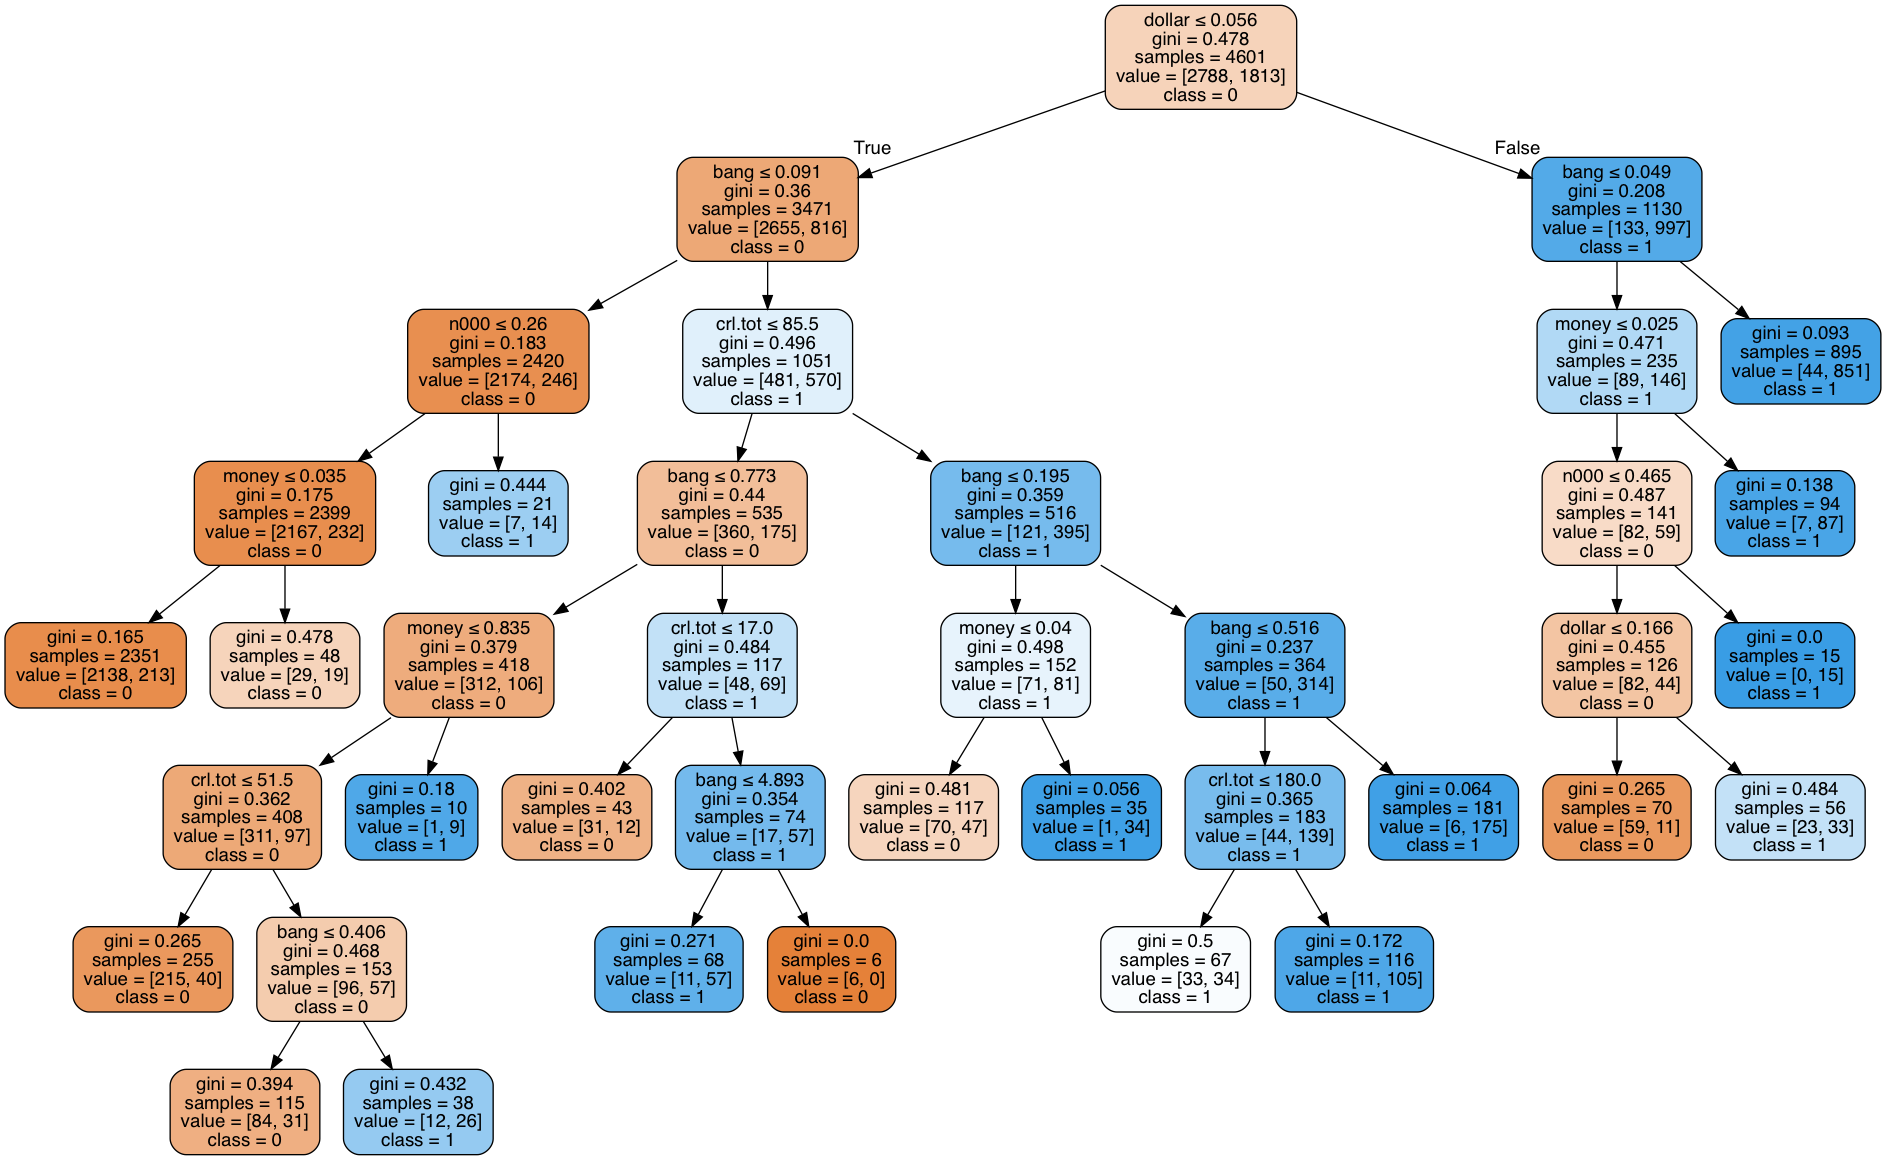 dollar ≤ 0.056
gini = 0.478
samples = 4601
value = [2788, 1813]
class = 0
True
False
bang ≤ 0.091
gini = 0.36
samples = 3471
value = [2655, 816]
class = 0
bang ≤ 0.049
gini = 0.208
samples = 1130
value = [133, 997]
class = 1
n000 ≤ 0.26
gini = 0.183
samples = 2420
value = [2174, 246]
class = 0
crl.tot ≤ 85.5
gini = 0.496
samples = 1051
value = [481, 570]
class = 1
money ≤ 0.025
gini = 0.471
samples = 235
value = [89, 146]
class = 1
gini = 0.093
samples = 895
value = [44, 851]
class = 1
money ≤ 0.035
gini = 0.175
samples = 2399
value = [2167, 232]
class = 0
gini = 0.444
samples = 21
value = [7, 14]
class = 1
bang ≤ 0.773
gini = 0.44
samples = 535
value = [360, 175]
class = 0
bang ≤ 0.195
gini = 0.359
samples = 516
value = [121, 395]
class = 1
n000 ≤ 0.465
gini = 0.487
samples = 141
value = [82, 59]
class = 0
gini = 0.138
samples = 94
value = [7, 87]
class = 1
gini = 0.165
samples = 2351
value = [2138, 213]
class = 0
gini = 0.478
samples = 48
value = [29, 19]
class = 0
money ≤ 0.835
gini = 0.379
samples = 418
value = [312, 106]
class = 0
crl.tot ≤ 17.0
gini = 0.484
samples = 117
value = [48, 69]
class = 1
money ≤ 0.04
gini = 0.498
samples = 152
value = [71, 81]
class = 1
bang ≤ 0.516
gini = 0.237
samples = 364
value = [50, 314]
class = 1
dollar ≤ 0.166
gini = 0.455
samples = 126
value = [82, 44]
class = 0
gini = 0.0
samples = 15
value = [0, 15]
class = 1
crl.tot ≤ 51.5
gini = 0.362
samples = 408
value = [311, 97]
class = 0
gini = 0.18
samples = 10
value = [1, 9]
class = 1
gini = 0.402
samples = 43
value = [31, 12]
class = 0
bang ≤ 4.893
gini = 0.354
samples = 74
value = [17, 57]
class = 1
gini = 0.481
samples = 117
value = [70, 47]
class = 0
gini = 0.056
samples = 35
value = [1, 34]
class = 1
crl.tot ≤ 180.0
gini = 0.365
samples = 183
value = [44, 139]
class = 1
gini = 0.064
samples = 181
value = [6, 175]
class = 1
gini = 0.265
samples = 70
value = [59, 11]
class = 0
gini = 0.484
samples = 56
value = [23, 33]
class = 1
gini = 0.265
samples = 255
value = [215, 40]
class = 0
bang ≤ 0.406
gini = 0.468
samples = 153
value = [96, 57]
class = 0
gini = 0.271
samples = 68
value = [11, 57]
class = 1
gini = 0.0
samples = 6
value = [6, 0]
class = 0
gini = 0.5
samples = 67
value = [33, 34]
class = 1
gini = 0.172
samples = 116
value = [11, 105]
class = 1
gini = 0.394
samples = 115
value = [84, 31]
class = 0
gini = 0.432
samples = 38
value = [12, 26]
class = 1